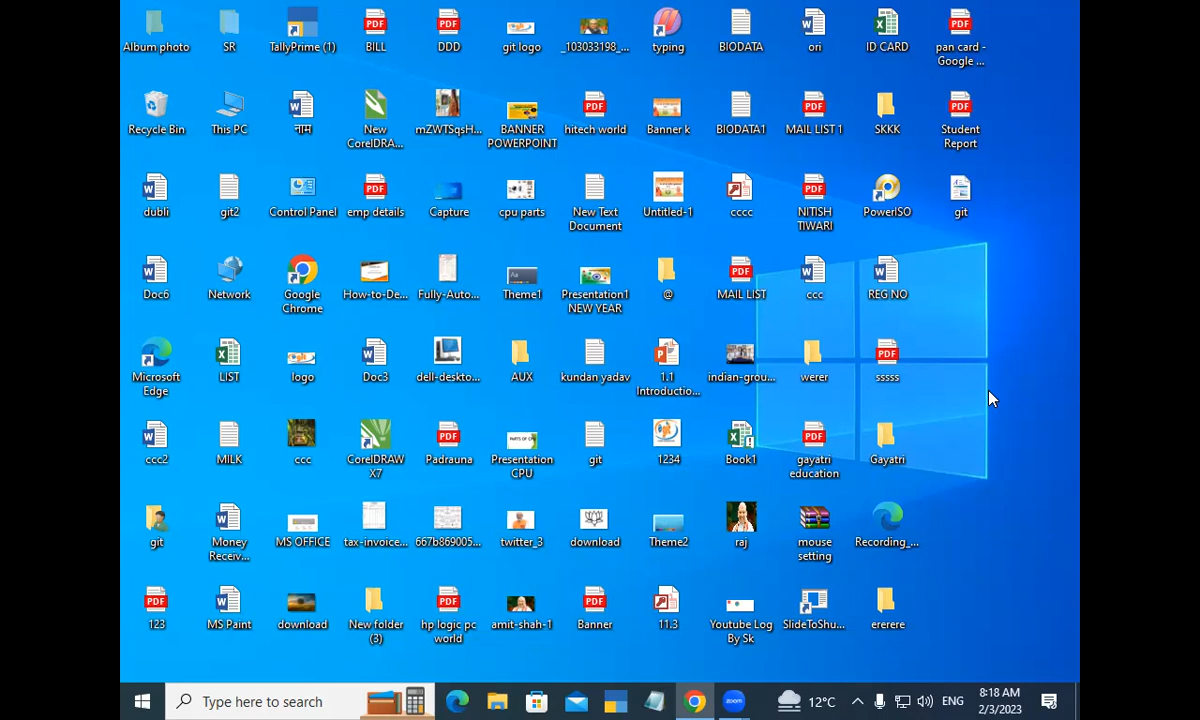 Album photo
SR
TallyPrime (1)
BILL
DDD
git logo
_103033198_...
typing
BIODATA
ori
ID CARD
pan card -
Google ...
Recycle Bin
This PC
नाम
New
CorelDRA...
mZWTSqsH...
BANNER
POWERPOINT
hitech world
Banner k
BIODATA1
MAIL LIST 1
SKKK
Student
Report
dubli
git2
Control Panel
emp details
Capture
cpu parts
New Text
Document
Untitled-1
cccc
NITISH
TIWARI
PowerISO
git
Doc6
Network
Google
Chrome
How-to-De...
Fully-Auto...
Theme1
Presentation1
NEW YEAR
@
MAIL LIST
ccc
REG NO
Microsoft
Edge
LIST
logo
Doc3
dell-deskto...
AUX
kundan yadav
1.1
Introductio...
indian-grou...
werer
sssss
ccc2
MILK
ccc
CorelDRAW
X7
Padrauna
Presentation
CPU
git
1234
Book1
gayatri
education
Gayatri
git
Money
Receiv...
MS OFFICE
tax-invoice...
667b869005...
twitter_3
download
Theme2
raj
mouse
setting
Recording_...
123
MS Paint
download
New folder
(3)
hp logic pc
world
amit-shah-1
Banner
11.3
Youtube Log
By Sk
SlideToShu...
ererere
Type here to search
zoom
12°C
ENG
8:18 AM
2/3/2023